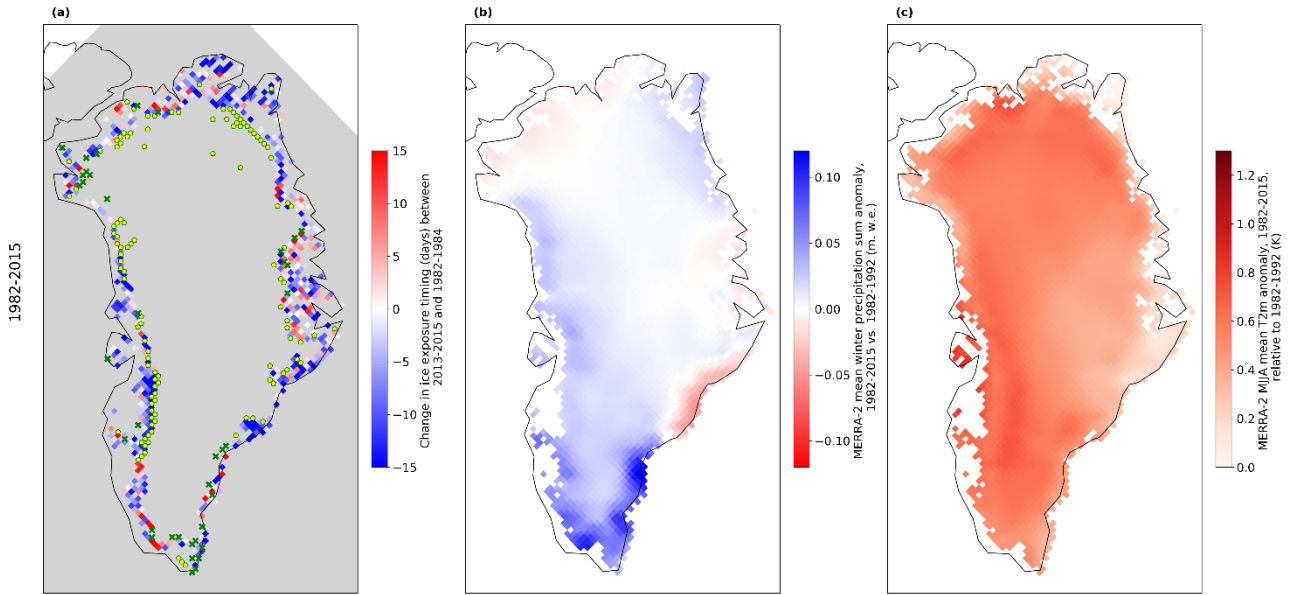 (a)
(b)
(c)
1982-2015
15
10
5
0
−5
−10
−15
Change in ice exposure timing (days) between
2013-2015 and 1982-1984
0.10
0.05
0.00
−0.05
−0.10
MERRA-2 mean winter precipitation sum anomaly,
1982-2015 vs. 1982-1992 (m. w.e.)
1.2
1.0
0.8
0.6
0.4
0.2
0.0
MERRA-2 MJJA mean T2m anomaly, 1982-2015,
relative to 1982-1992 (K)